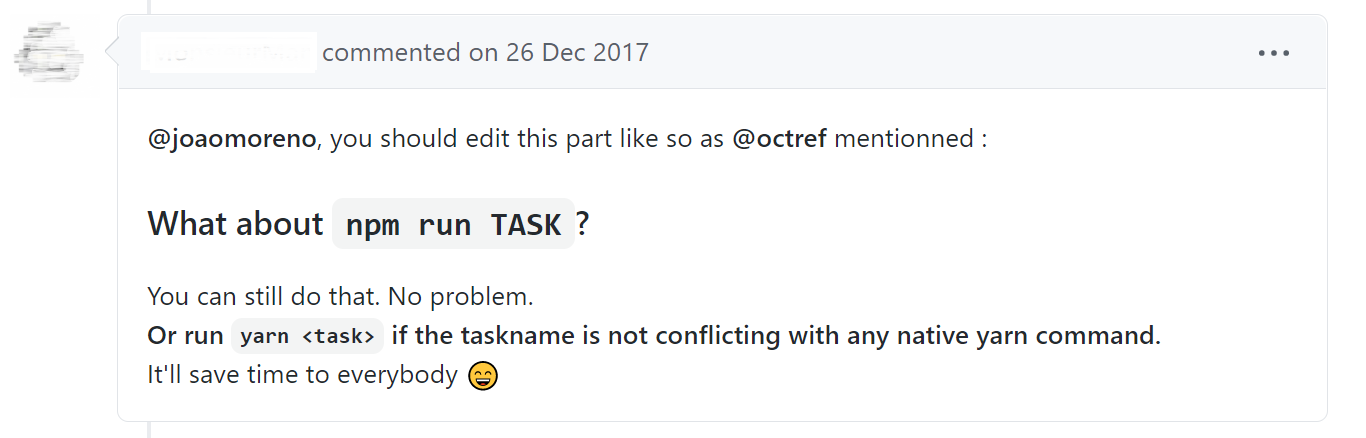 commented on 26 Dec 2017
@joaomoreno, you should edit this part like so as @octref mentionned :
What about npm run TASK?
You can still do that. No problem.
Or run yarn <task> if the taskname is not conflicting with any native yarn command.
It'll save time to everybody 😄